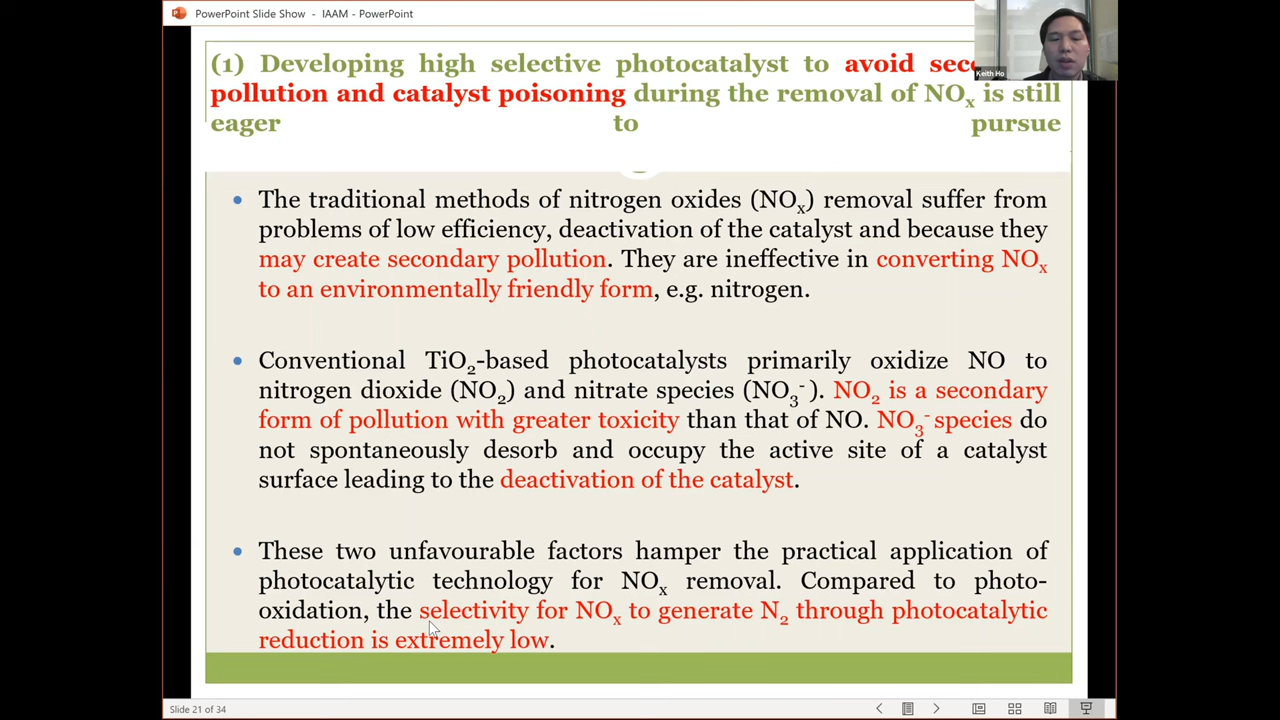 PowerPoint Slide Show - IAAM - PowerPoint
Keith Ho
(1) Developing high selective photocatalyst to avoid
pollution and catalyst poisoning during the removal of NOx is still
eager to pursue
• The traditional methods of nitrogen oxides (NOx) removal suffer from
problems of low efficiency, deactivation of the catalyst and because they
may create secondary pollution. They are ineffective in converting NOx
to an environmentally friendly form, e.g. nitrogen.
• Conventional TiO2-based photocatalysts primarily oxidize NO to
nitrogen dioxide (NO2) and nitrate species (NO3-). NO2 is a secondary
form of pollution with greater toxicity than that of NO. NO3- species do
not spontaneously desorb and occupy the active site of a catalyst
surface leading to the deactivation of the catalyst.
• These two unfavourable factors hamper the practical application of
photocatalytic technology for NOx removal. Compared to photo-
oxidation, the selectivity for NOx to generate N2 through photocatalytic
reduction is extremely low.
Slide 21 of 34